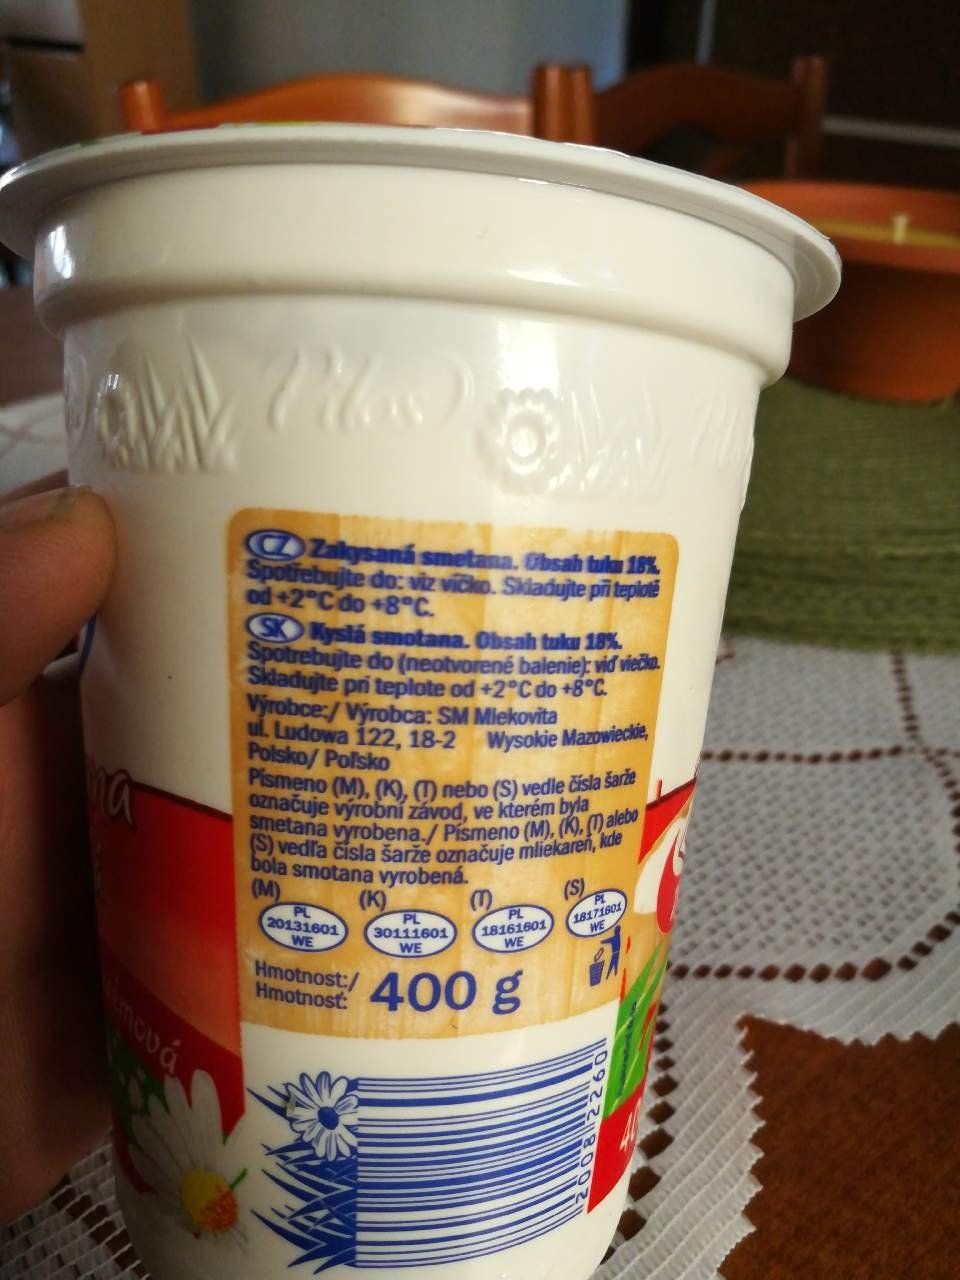 Pilos
CZ Zakysaná smetana. Obsah tuku 18%.
Spotřebujte do: viz víčko. Skladujte při teplotě
od +2°C do +8°C.
SK Kyslá smotana. Obsah tuku 18%.
Spotrebujte do (neotvorené balenie): viď viečko.
Skladujte pri teplote od +2°C do +8°C.
Výrobce:/ Výrobca: SM Mlekovita
ul. Ludowa 122, 18-2 Wysokie Mazowieckie,
Polsko/ Poľsko
Písmeno (M), (K), (T) nebo (S) vedle čísla šarže
označuje výrobní závod, ve kterém byla
smetana vyrobena./ Písmeno (M), (K), (T) alebo
(S) vedľa čísla šarže označuje mliekareň, kde
bola smotana vyrobená.
(M) (K) (T) (S)
PL 20131601 WE
PL 30111601 WE
PL 18161601 WE
PL 18171601 WE
Hmotnost:/
Hmotnosť: 400 g
20082260
40